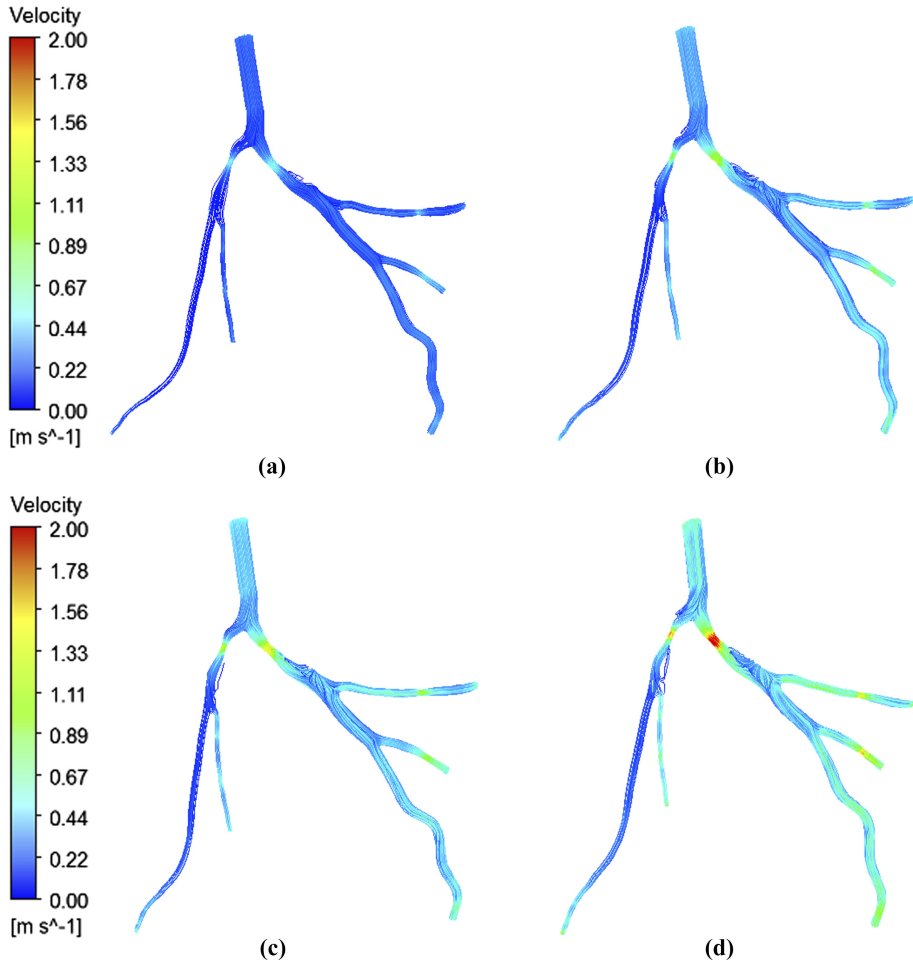 Velocity
2.00
1.78
1.56
1.33
1.11
0.89
0.67
0.44
0.22
0.00
[m s^-1]
(a)
(b)
Velocity
2.00
1.78
1.56
1.33
1.11
0.89
0.67
0.44
0.22
0.00
[m s^-1]
(c)
(d)